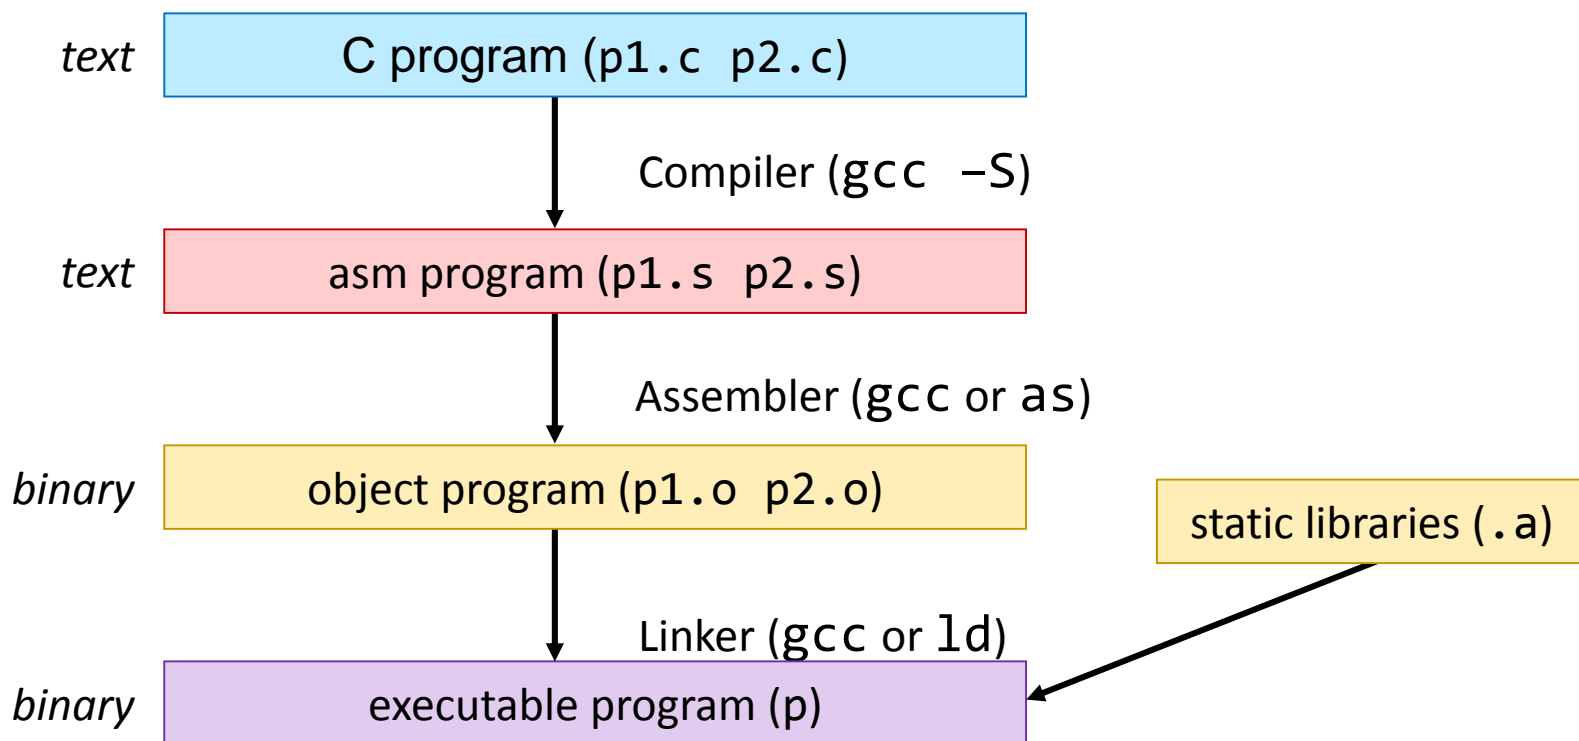 text
C program (p1.c p2.c)
Compiler (gcc –S)
text
asm program (p1.s p2.s)
Assembler (gcc or as)
binary
object program (p1.o p2.o)
static libraries (.a)
Linker (gcc or ld)
binary
executable program (p)